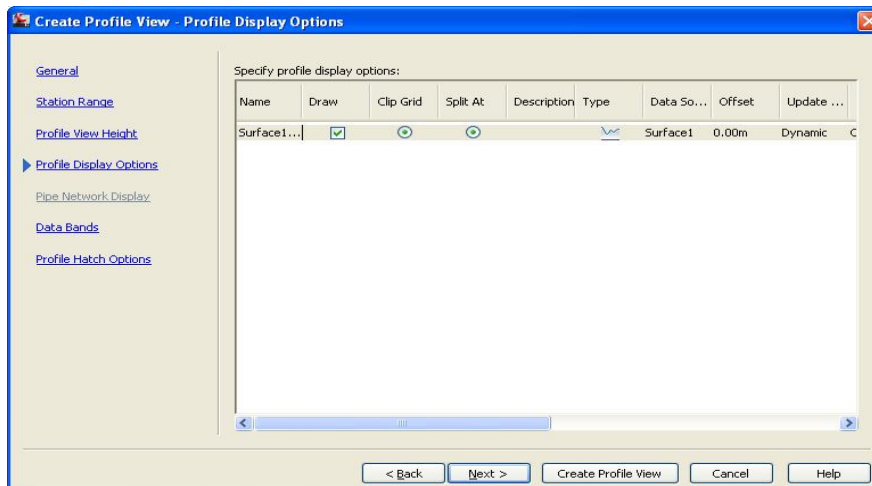 Create Profile View - Profile Display Options
General
Station Range
Profile View Height
Profile Display Options
Pipe Network Display
Data Bands
Profile Hatch Options
Specify profile display options:
Name Draw Clip Grid Split At Description Type Data So... Offset Update ...
Surface1... Surface1 0.00m Dynamic C
< Back Next > Create Profile View Cancel Help